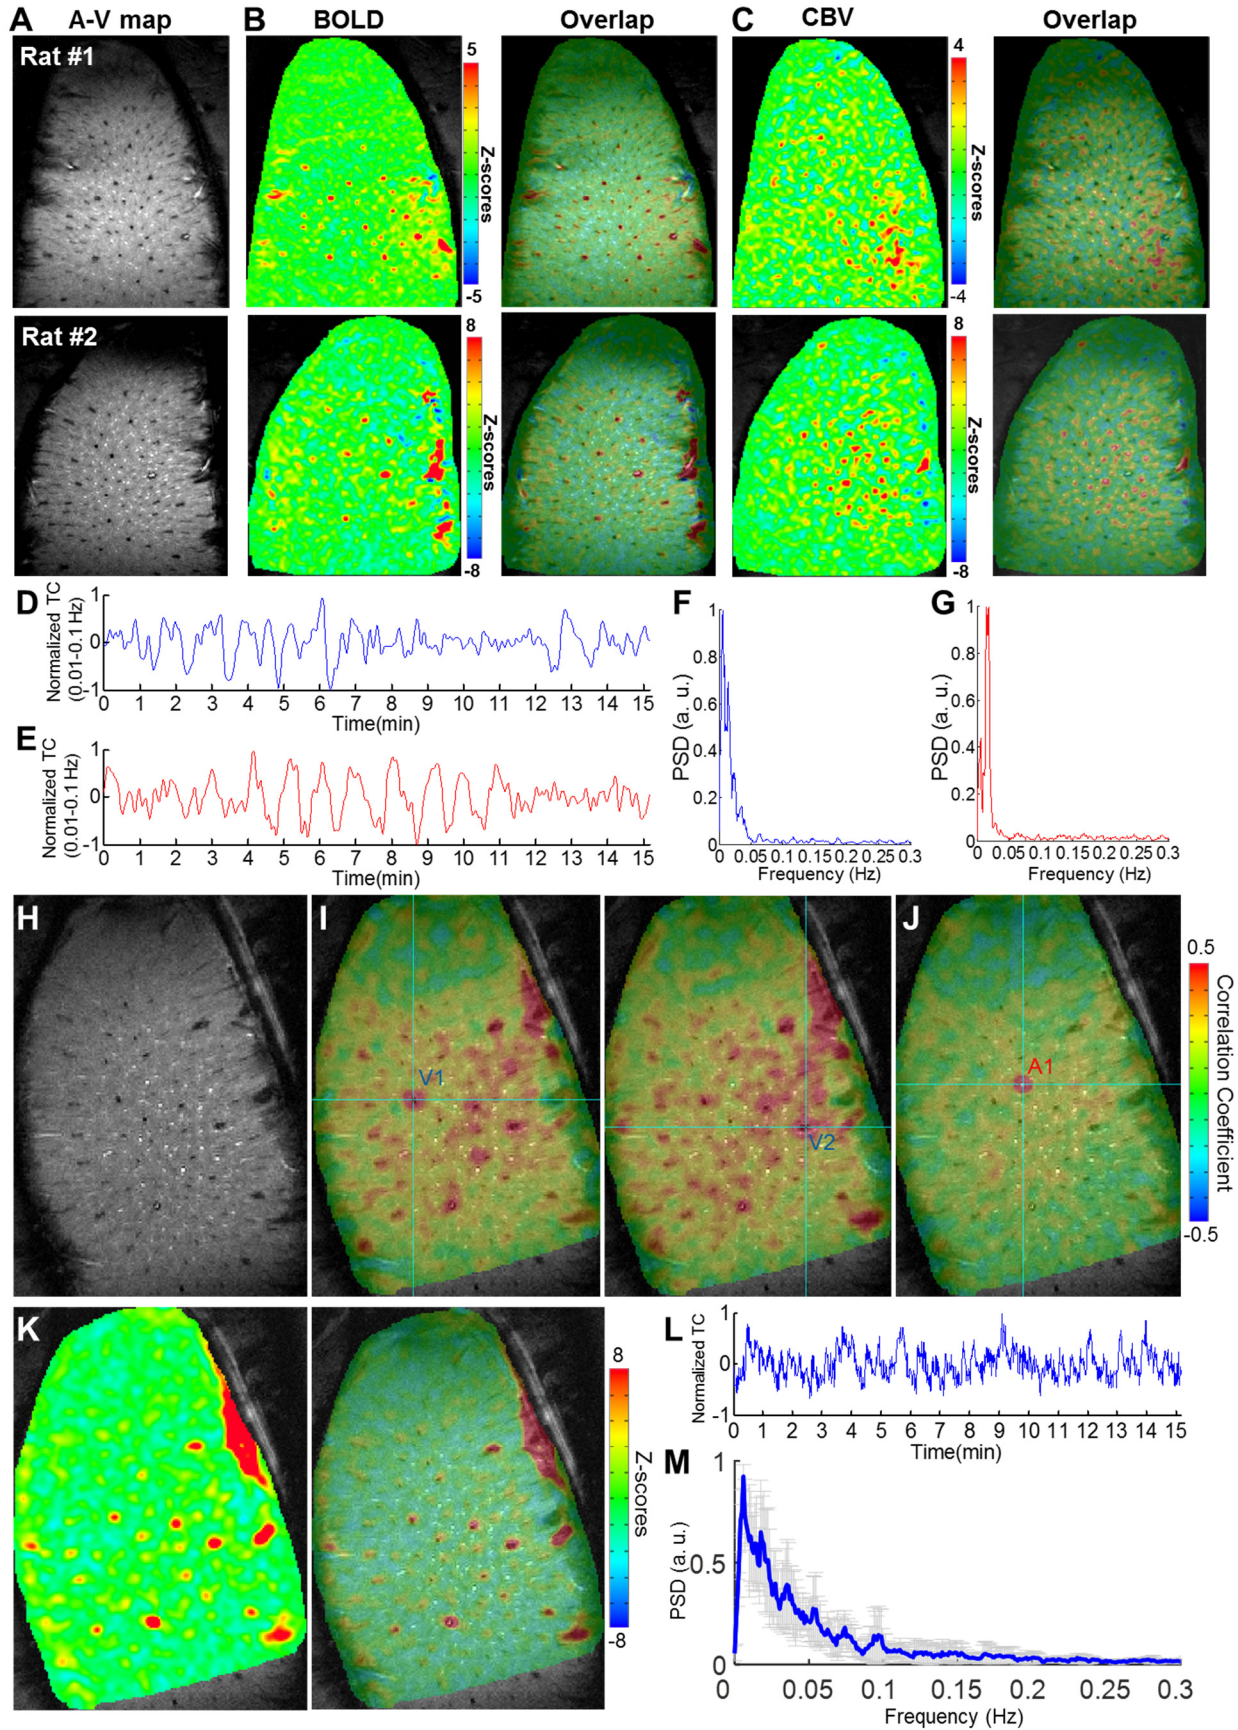 A A-V map B BOLD Overlap C CBV Overlap
Rat #1
5
Z-scores
-5
4
Z-scores
-4
Rat #2
8
Z-scores
-8
8
Z-scores
-8
D
Normalized TC
(0.01-0.1 Hz)
1
0
-1
0 1 2 3 4 5 6 7 8 9 10 11 12 13 14 15
Time(min)
E
Normalized TC
(0.01-0.1 Hz)
1
0
-1
0 1 2 3 4 5 6 7 8 9 10 11 12 13 14 15
Time(min)
F
PSD (a. u.)
1
0.8
0.6
0.4
0.2
0
0 0.05 0.1 0.15 0.2 0.25 0.3
Frequency (Hz)
G
PSD (a. u.)
1
0.8
0.6
0.4
0.2
0
0 0.05 0.1 0.15 0.2 0.25 0.3
Frequency (Hz)
H I J
V1
V2
A1
0.5
Correlation Coefficient
-0.5
K
8
Z-scores
-8
L
Normalized TC
1
0
-1
0 1 2 3 4 5 6 7 8 9 10 11 12 13 14 15
Time(min)
M
PSD (a. u.)
1
0.5
0
0 0.05 0.1 0.15 0.2 0.25 0.3
Frequency (Hz)